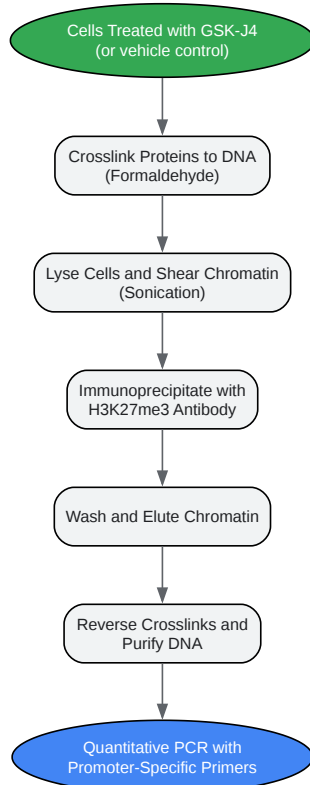 Cells Treated with GSK-J4
(or vehicle control)
Crosslink Proteins to DNA
(Formaldehyde)
Lyse Cells and Shear Chromatin
(Sonication)
Immunoprecipitate with
H3K27me3 Antibody
Wash and Elute Chromatin
Reverse Crosslinks and
Purify DNA
Quantitative PCR with
Promoter-Specific Primers